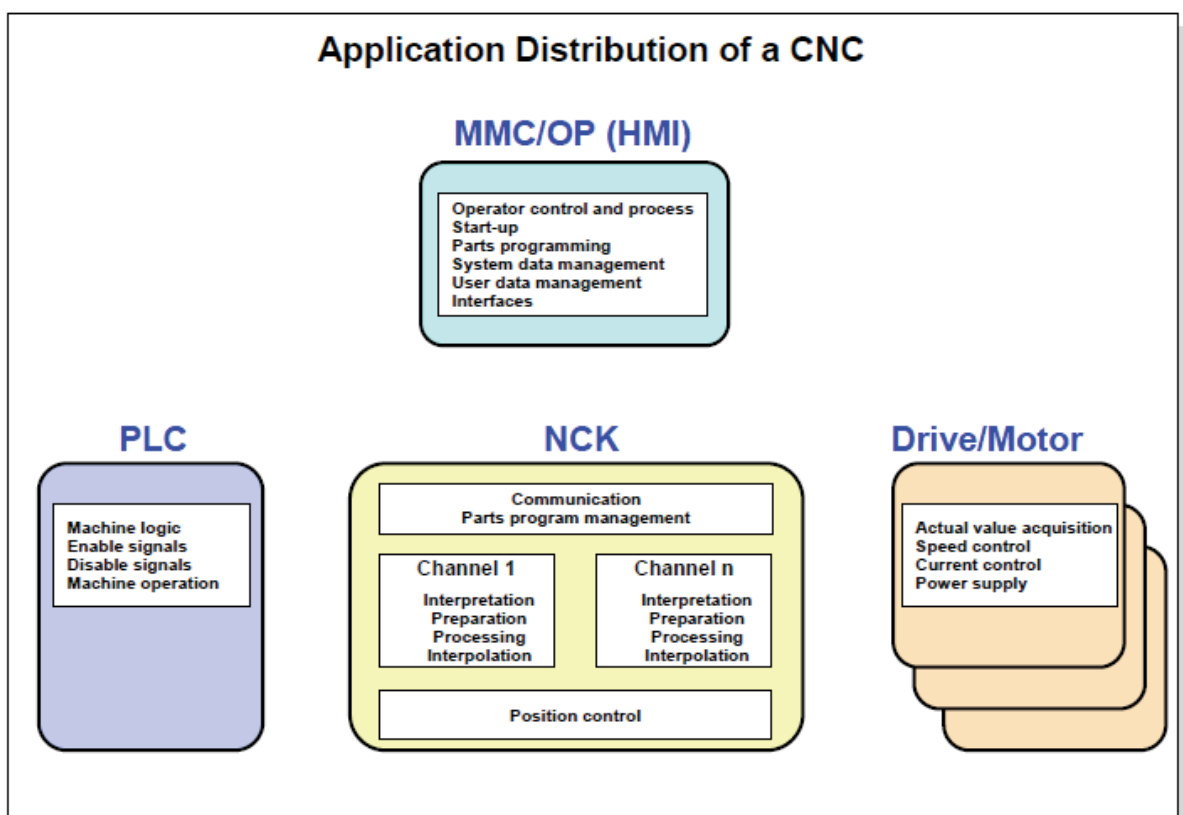 Application Distribution of a CNC
MMC/OP (HMI)
Operator control and process
Start-up
Parts programming
System data management
User data management
Interfaces
PLC
Machine logic
Enable signals
Disable signals
Machine operation
NCK
Communication
Parts program management
Channel 1
Interpretation
Preparation
Processing
Interpolation
Channel n
Interpretation
Preparation
Processing
Interpolation
Position control
Drive/Motor
Actual value acquisition
Speed control
Current control
Power supply